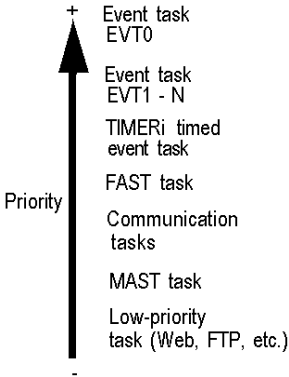 +
Event task
EVT0
Event task
EVT1 - N
TIMERi timed
event task
FAST task
Priority
Communication
tasks
MAST task
Low-priority
task (Web, FTP, etc.)
-